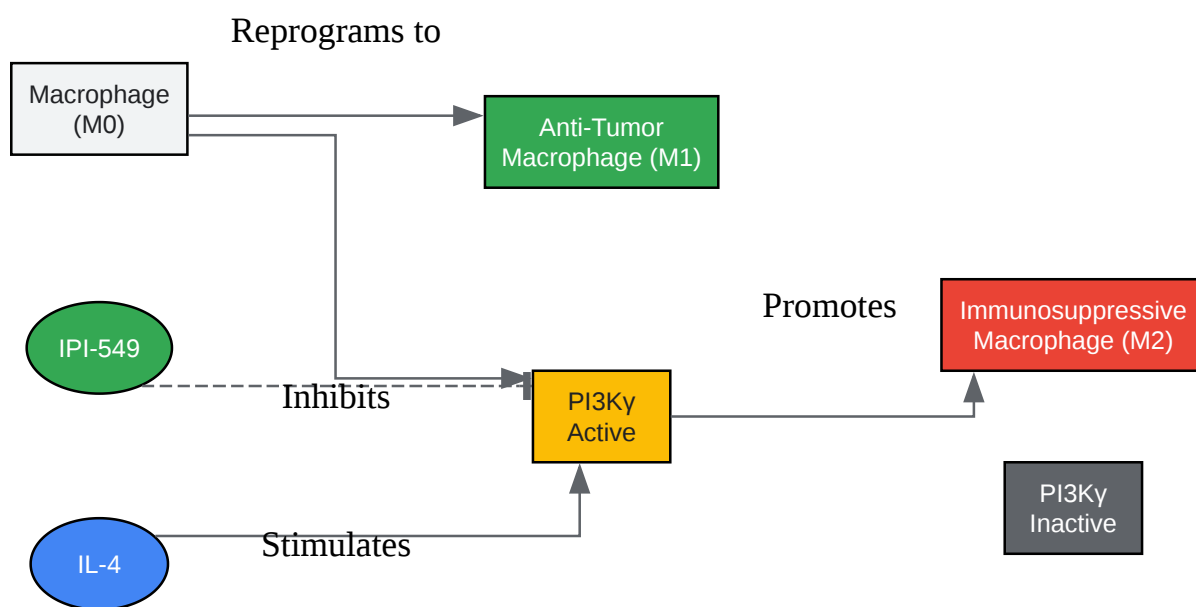 Reprograms to
Macrophage
(M0)
Anti-Tumor
Macrophage (M1)
Promotes
Immunosuppressive
Macrophage (M2)
IPI-549
Inhibits
PI3Kγ
Active
PI3Kγ
Inactive
Stimulates
IL-4